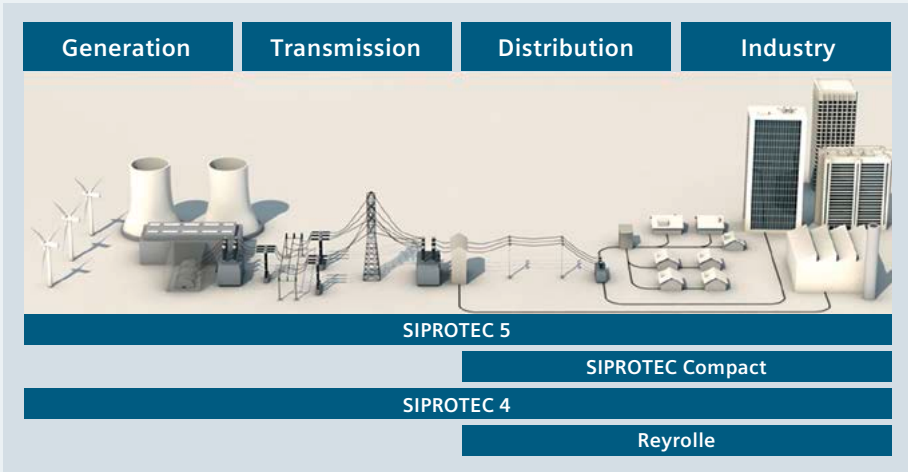 Generation Transmission Distribution Industry
SIPROTEC 5
SIPROTEC Compact
SIPROTEC 4
Reyrolle